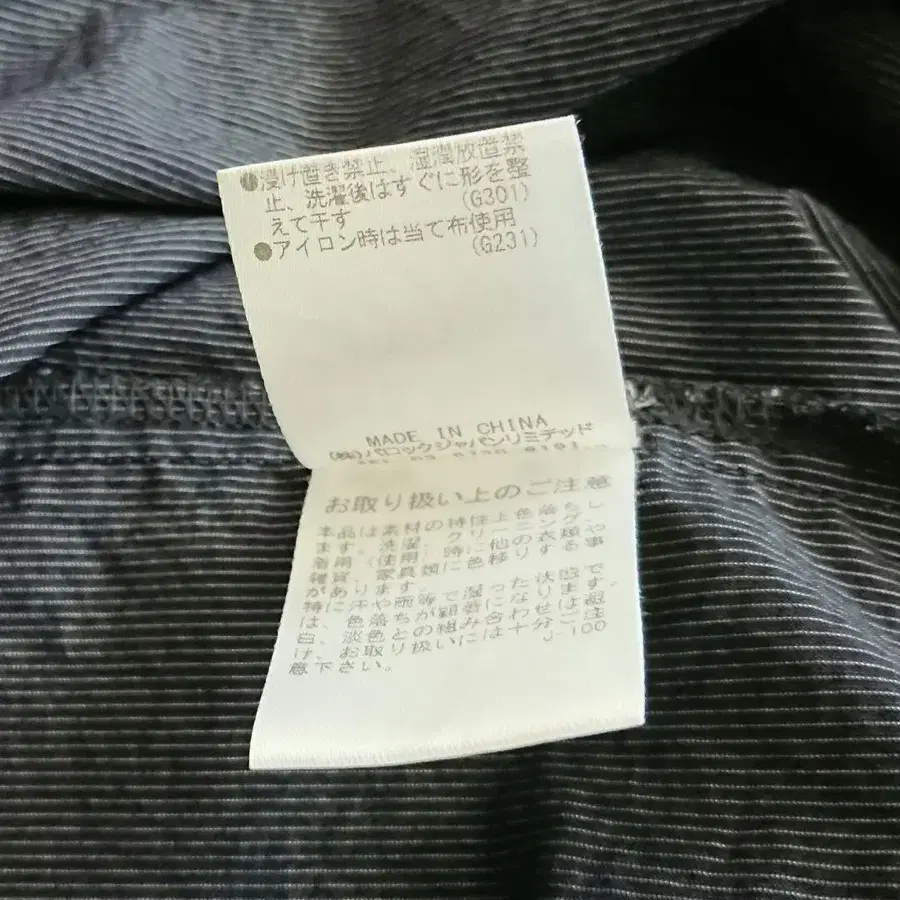 ●浸け置き禁止、湿潤放置禁
止、洗濯後はすぐに形を整
えて干す (G301)
●アイロン時は当て布使用
(G231)
MADE IN CHINA
(株)バロックジャパンリミテッド
お取り扱い上のご注意
本品は素材の特性上色落ちし
ます。洗濯、クリーニング、
着用(使用)時に他の衣類や
雑貨、家具類に色移りする事
があります。
特に汗や雨等で湿った状態で
は、色落ちが顕著になります。
白、淡色との組み合わせは避
け、お取り扱いには十分ご注
意下さい。 J-100